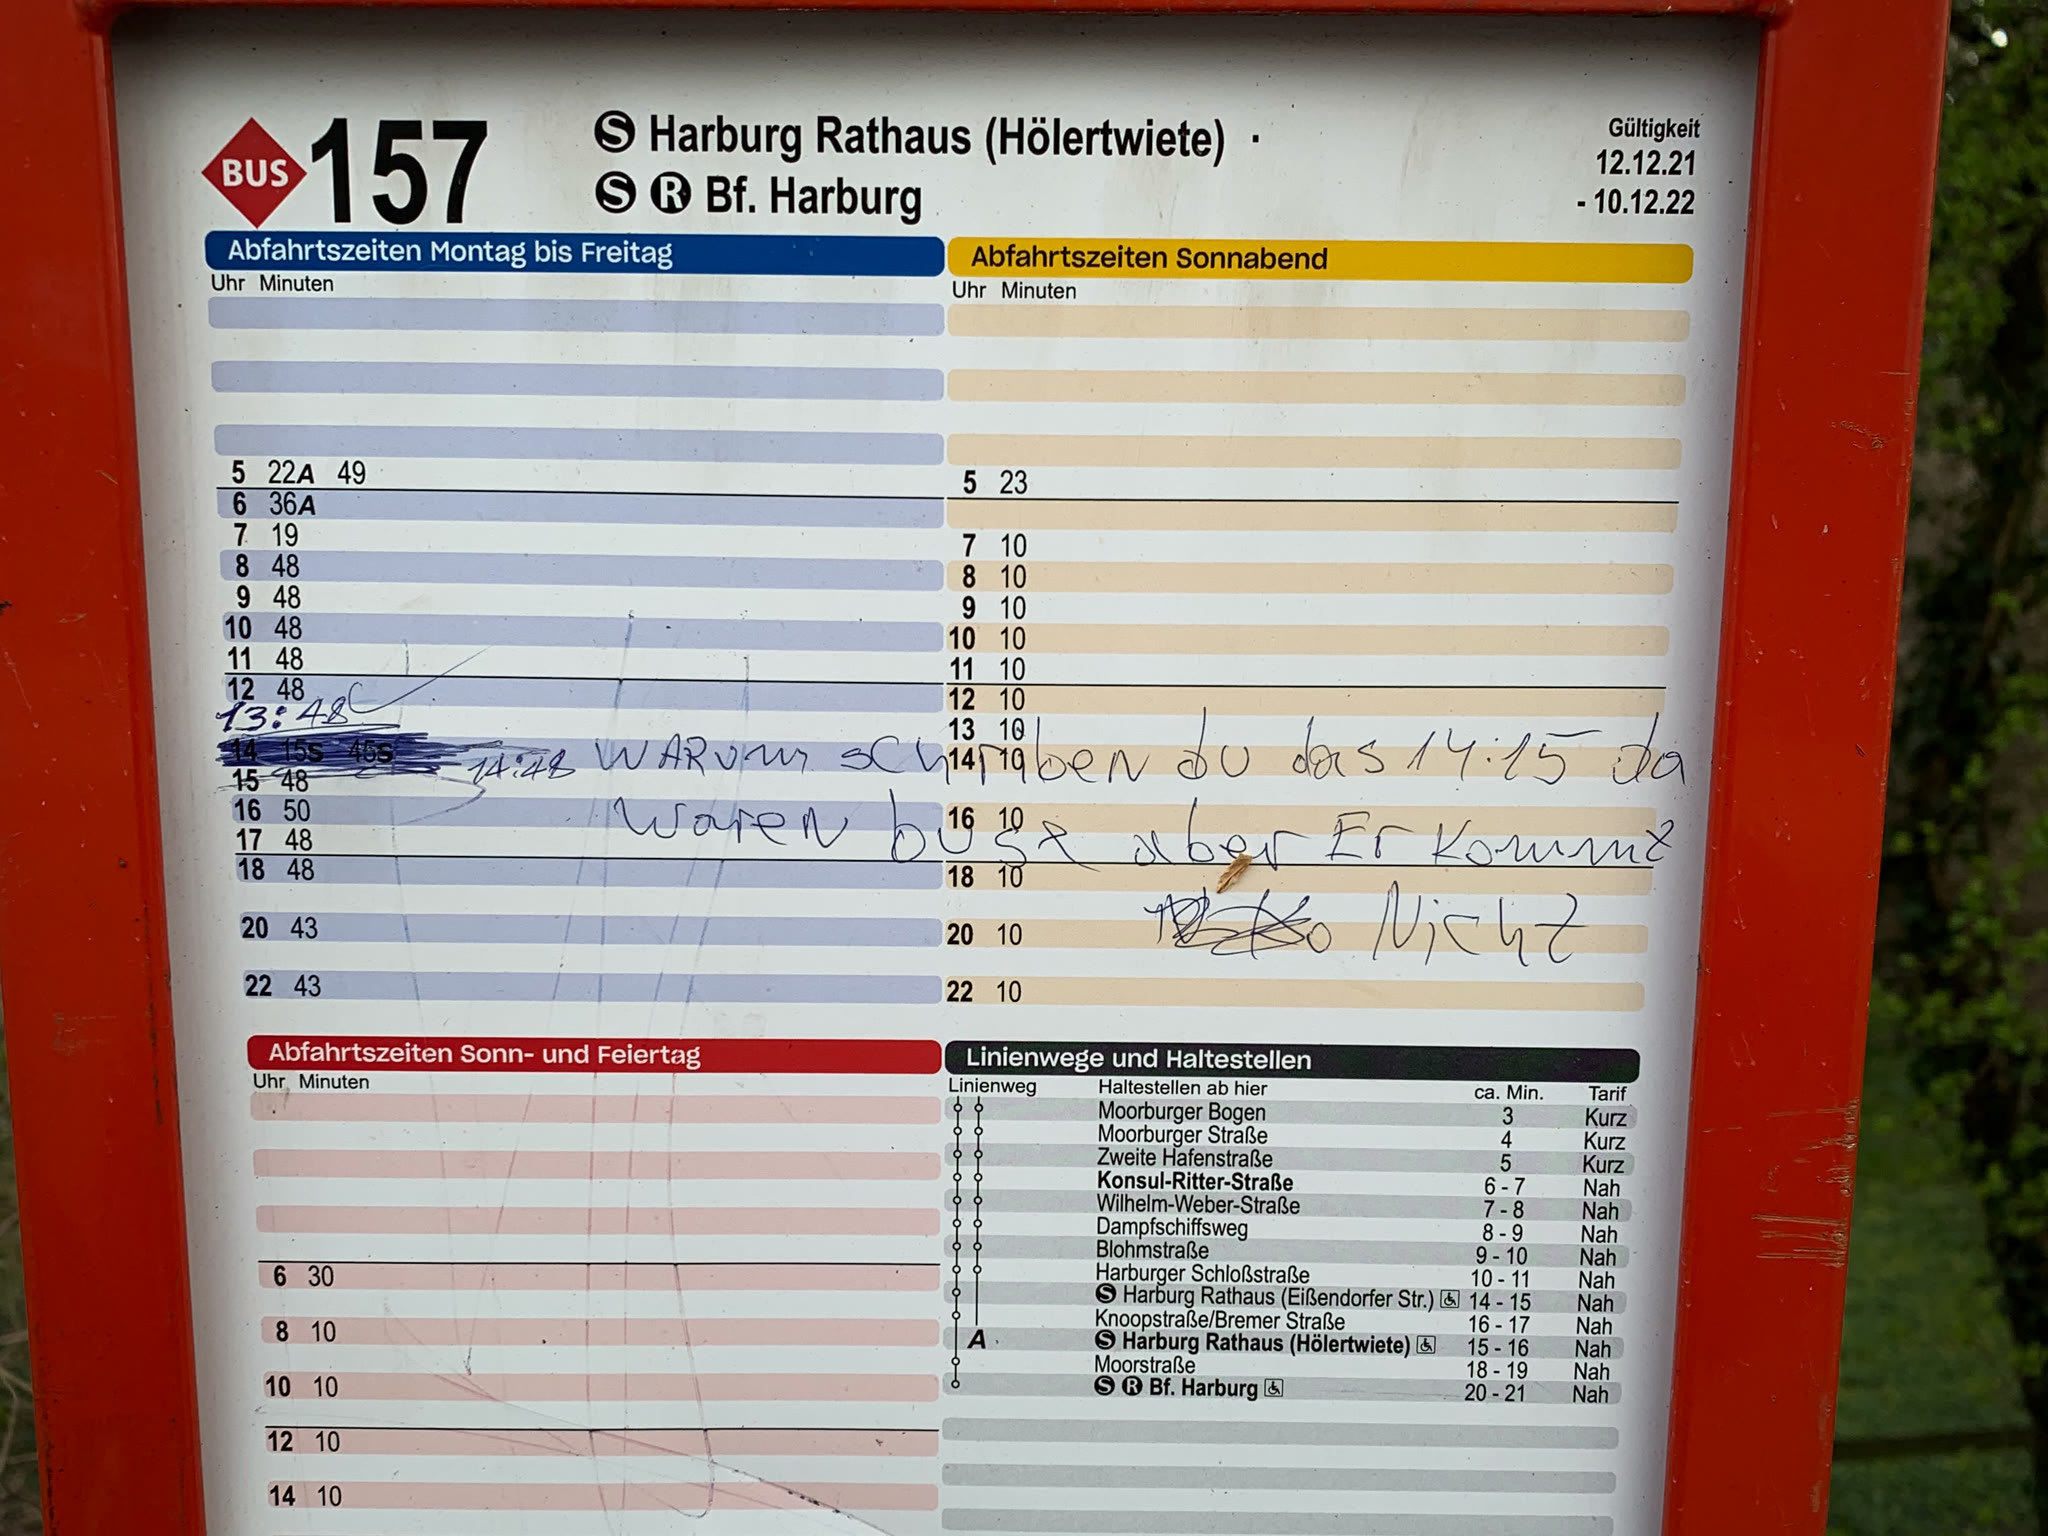 BUS 157
S Harburg Rathaus (Hölertwiete) ·
S R Bf. Harburg
Gültigkeit
12.12.21
- 10.12.22
Abfahrtszeiten Montag bis Freitag
Uhr Minuten
5 22A 49
6 36A
7 19
8 48
9 48
10 48
11 48
12 48
13:48
14 15s 45s
14:48
15 48
16 50
17 48
18 48
20 43
22 43
Abfahrtszeiten Sonnabend
Uhr Minuten
5 23
7 10
8 10
9 10
10 10
11 10
12 10
13 10
14 10
16 10
18 10
20 10
22 10
WARum schriben du das 14:15 da
waren buse aber Er kommt
Nicht
Abfahrtszeiten Sonn- und Feiertag
Uhr Minuten
6 30
8 10
10 10
12 10
14 10
Linienwege und Haltestellen
Linienweg Haltestellen ab hier ca. Min. Tarif
Moorburger Bogen 3 Kurz
Moorburger Straße 4 Kurz
Zweite Hafenstraße 5 Kurz
Konsul-Ritter-Straße 6 - 7 Nah
Wilhelm-Weber-Straße 7 - 8 Nah
Dampfschiffsweg 8 - 9 Nah
Blohmstraße 9 - 10 Nah
Harburger Schloßstraße 10 - 11 Nah
S Harburg Rathaus (Eißendorfer Str.) 14 - 15 Nah
Knoopstraße/Bremer Straße 16 - 17 Nah
A S Harburg Rathaus (Hölertwiete) 15 - 16 Nah
Moorstraße 18 - 19 Nah
S R Bf. Harburg 20 - 21 Nah